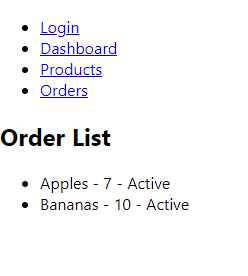 Login
Dashboard
Products
Orders
Order List
Apples - 7 - Active
Bananas - 10 - Active